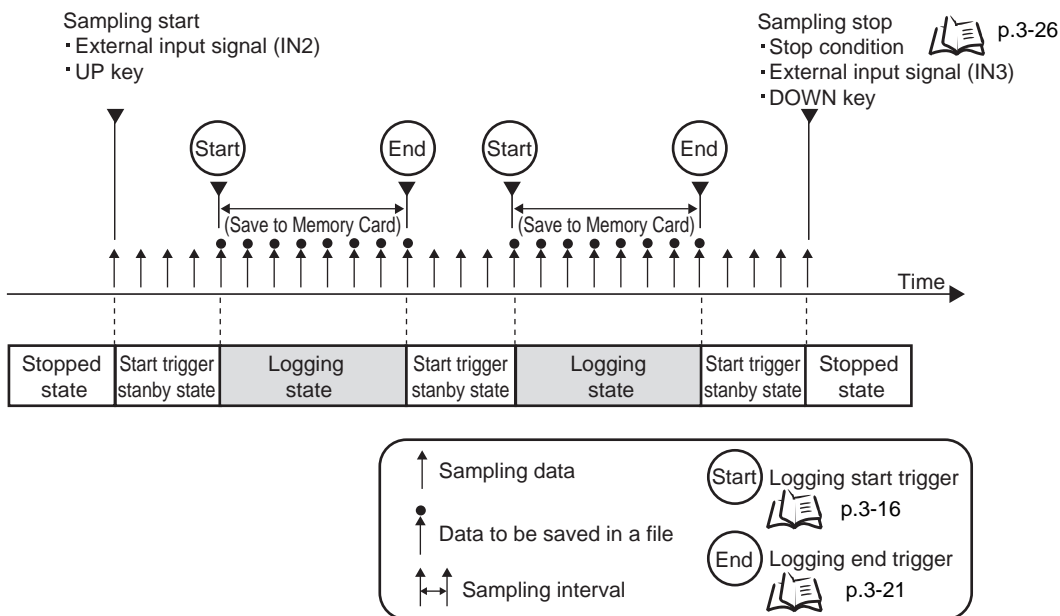 Sampling start
・External input signal (IN2)
・UP key
Sampling stop
・Stop condition
p.3-26
・External input signal (IN3)
・DOWN key
Start
End
Start
End
(Save to Memory Card)
(Save to Memory Card)
Time
Stopped
state
Start trigger
stanby state
Logging
state
Start trigger
stanby state
Logging
state
Start trigger
stanby state
Stopped
state
Sampling data
Data to be saved in a file
Sampling interval
Start
Logging start trigger
p.3-16
End
Logging end trigger
p.3-21